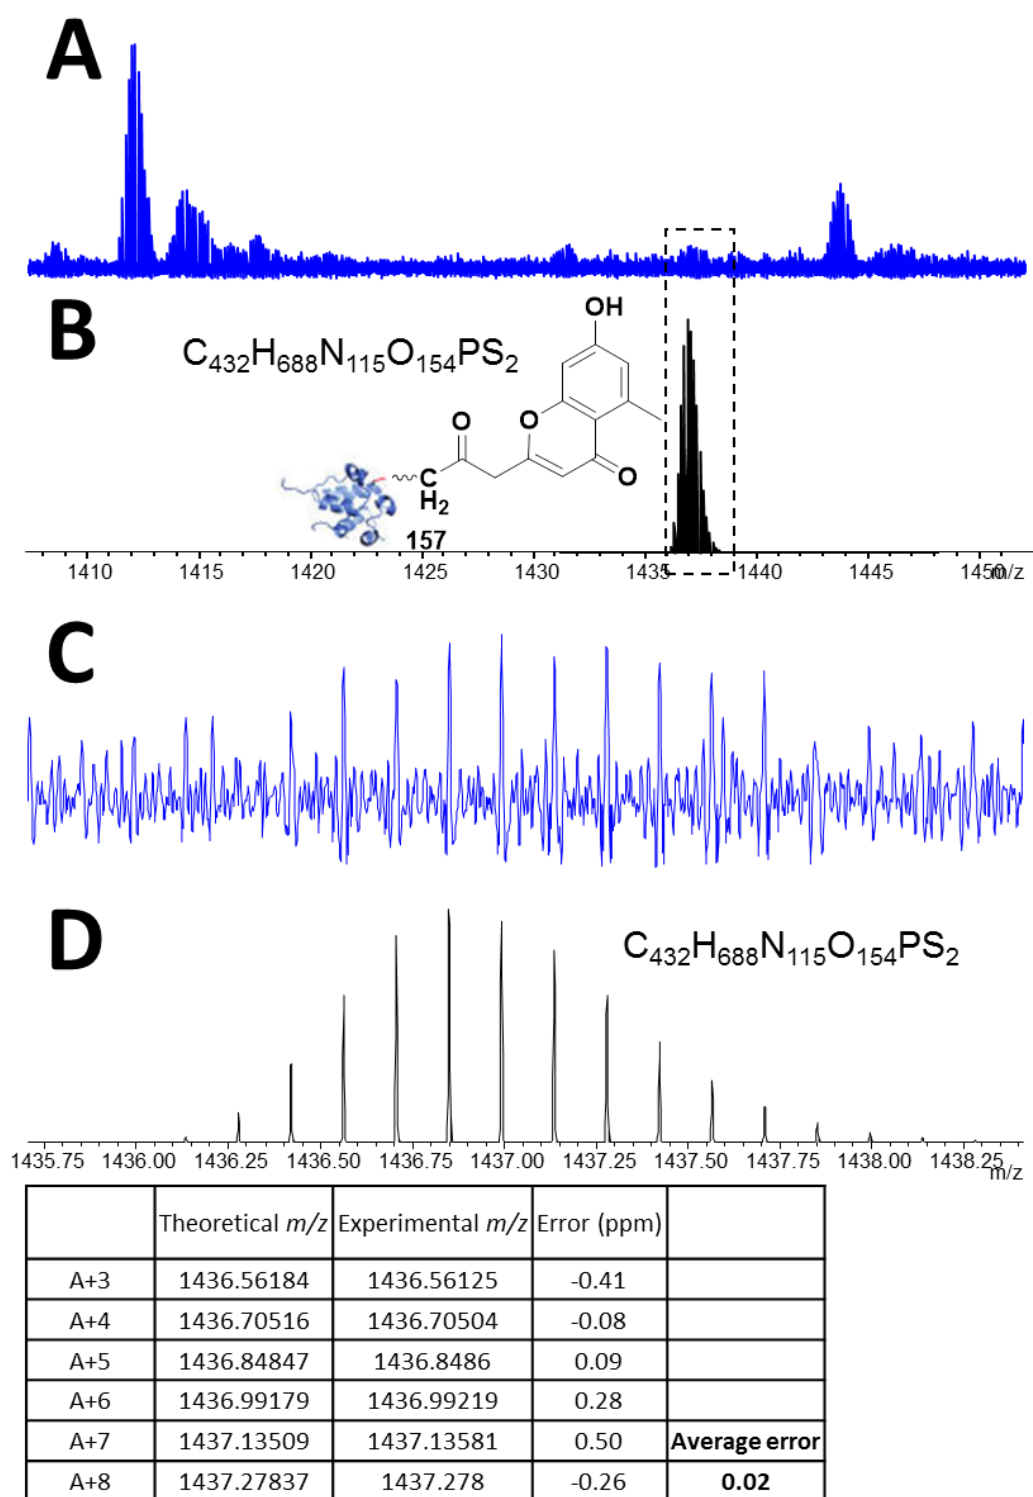 A
B
C₄₃₂H₆₈₈N₁₁₅O₁₅₄PS₂
OH
O
O
O
C
H₂
157
1410 1415 1420 1425 1430 1435 1440 1445 1450 m/z
C
D
C₄₃₂H₆₈₈N₁₁₅O₁₅₄PS₂
1435.75 1436.00 1436.25 1436.50 1436.75 1437.00 1437.25 1437.50 1437.75 1438.00 1438.25 m/z
Theoretical m/z Experimental m/z Error (ppm)
A+3 1436.56184 1436.56125 -0.41
A+4 1436.70516 1436.70504 -0.08
A+5 1436.84847 1436.8486 0.09
A+6 1436.99179 1436.99219 0.28
A+7 1437.13509 1437.13581 0.50 Average error
A+8 1437.27837 1437.278 -0.26 0.02